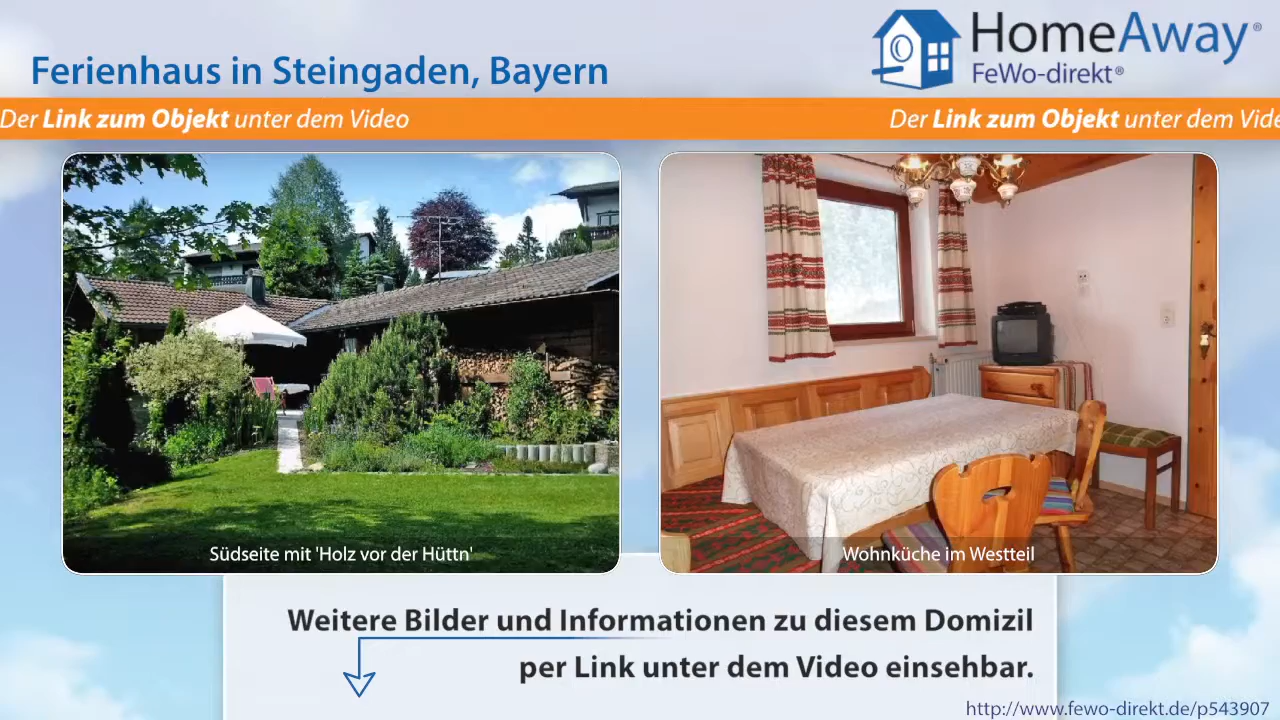 HomeAway®
FeWo-direkt®
Ferienhaus in Steingaden, Bayern
Der Link zum Objekt unter dem Video
Der Link zum Objekt unter dem Vide
Südseite mit 'Holz vor der Hüttn'
Wohnküche im Westteil
Weitere Bilder und Informationen zu diesem Domizil
per Link unter dem Video einsehbar.
http://www.fewo-direkt.de/p543907